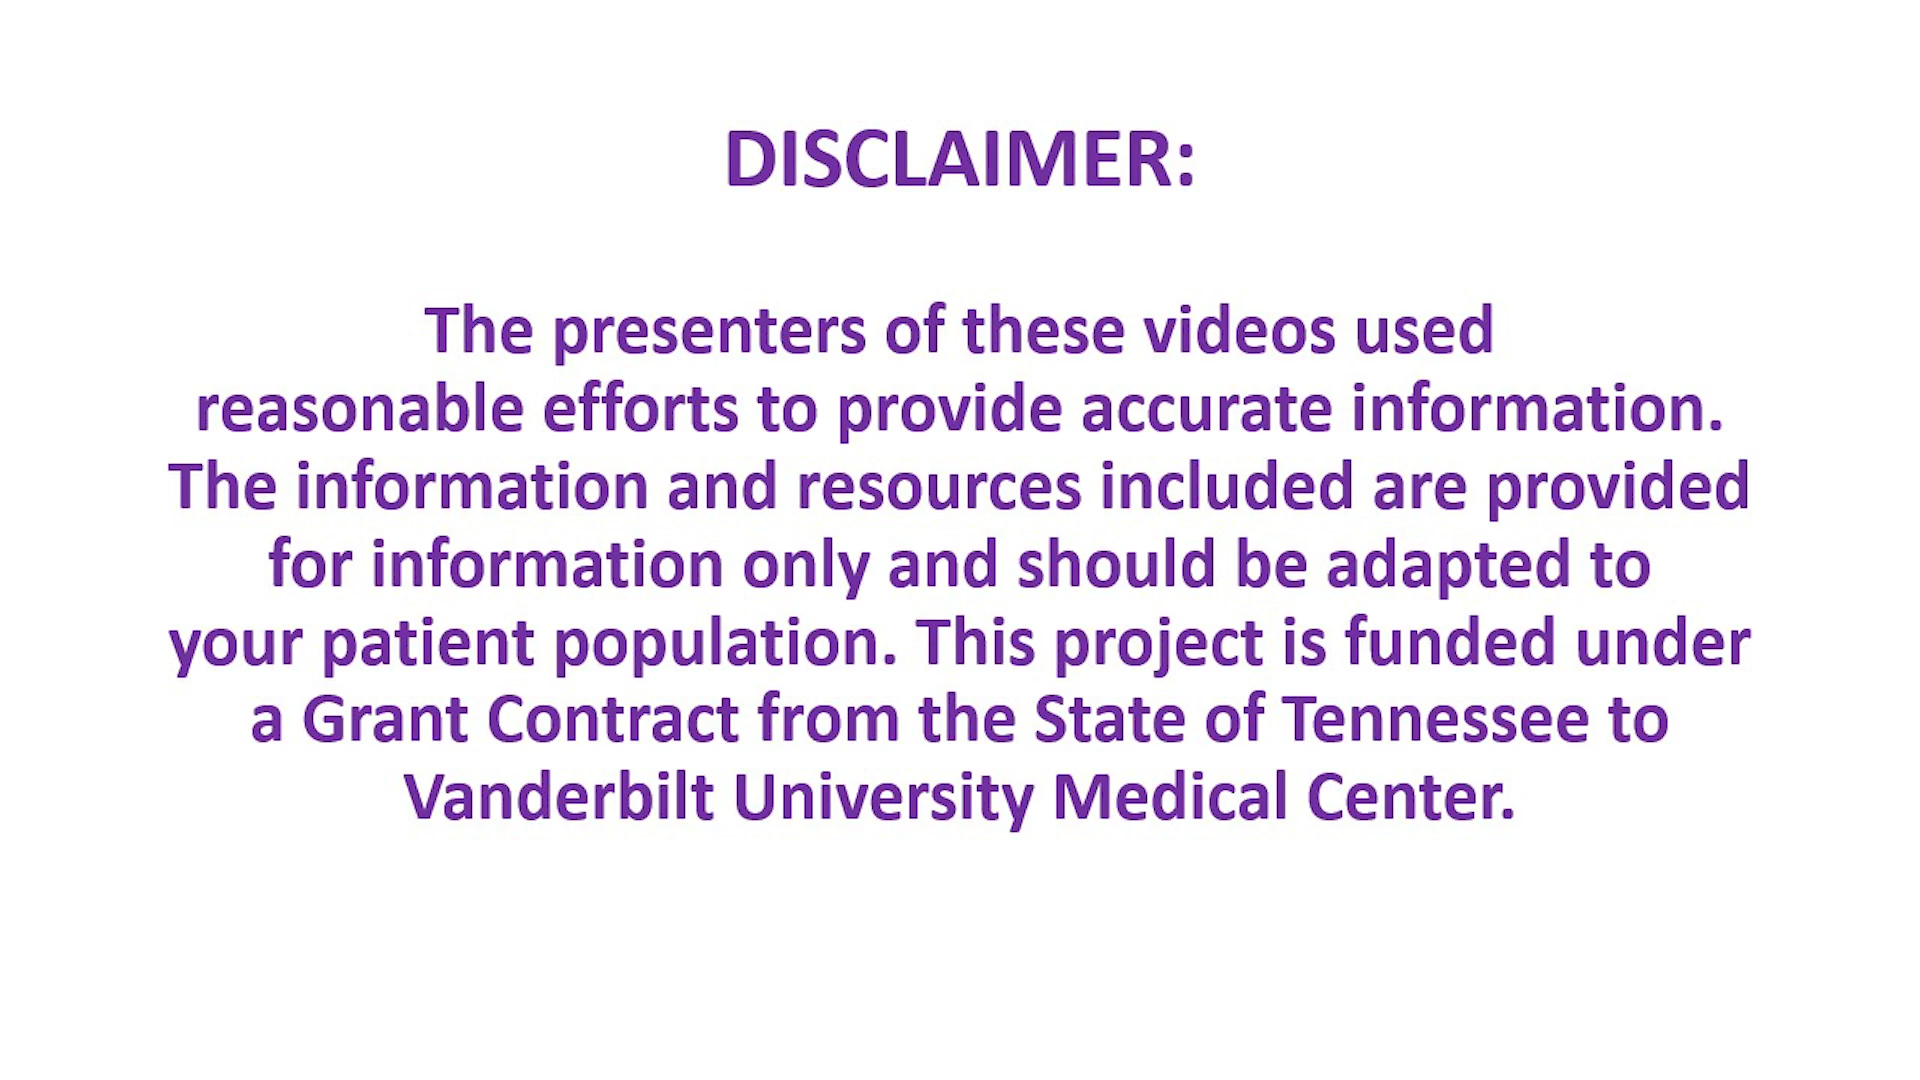 DISCLAIMER:
The presenters of these videos used
reasonable efforts to provide accurate information.
The information and resources included are provided
for information only and should be adapted to
your patient population. This project is funded under
a Grant Contract from the State of Tennessee to
Vanderbilt University Medical Center.